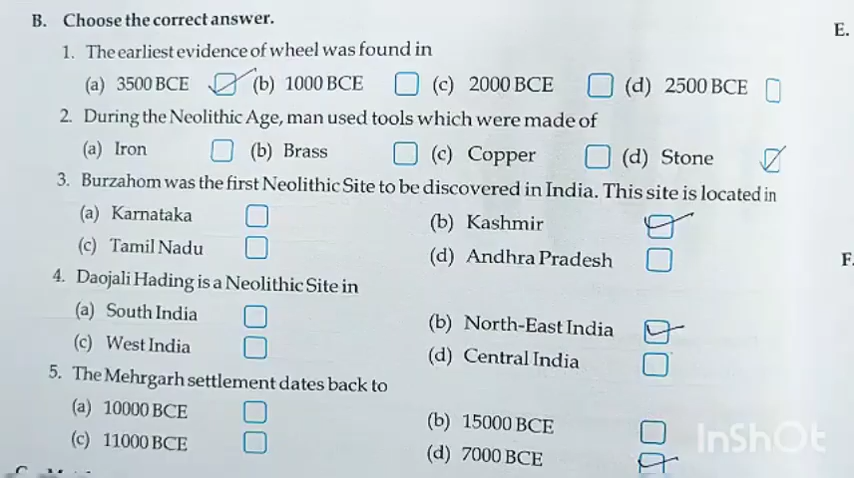 B. Choose the correct answer.
E.
1. The earliest evidence of wheel was found in
(a) 3500 BCE (b) 1000 BCE (c) 2000 BCE (d) 2500 BCE
2. During the Neolithic Age, man used tools which were made of
(a) Iron (b) Brass (c) Copper (d) Stone
3. Burzahom was the first Neolithic Site to be discovered in India. This site is located in
(a) Karnataka (b) Kashmir
(c) Tamil Nadu (d) Andhra Pradesh
F.
4. Daojali Hading is a Neolithic Site in
(a) South India (b) North-East India
(c) West India (d) Central India
5. The Mehrgarh settlement dates back to
(a) 10000 BCE (b) 15000 BCE
(c) 11000 BCE (d) 7000 BCE
InShOt